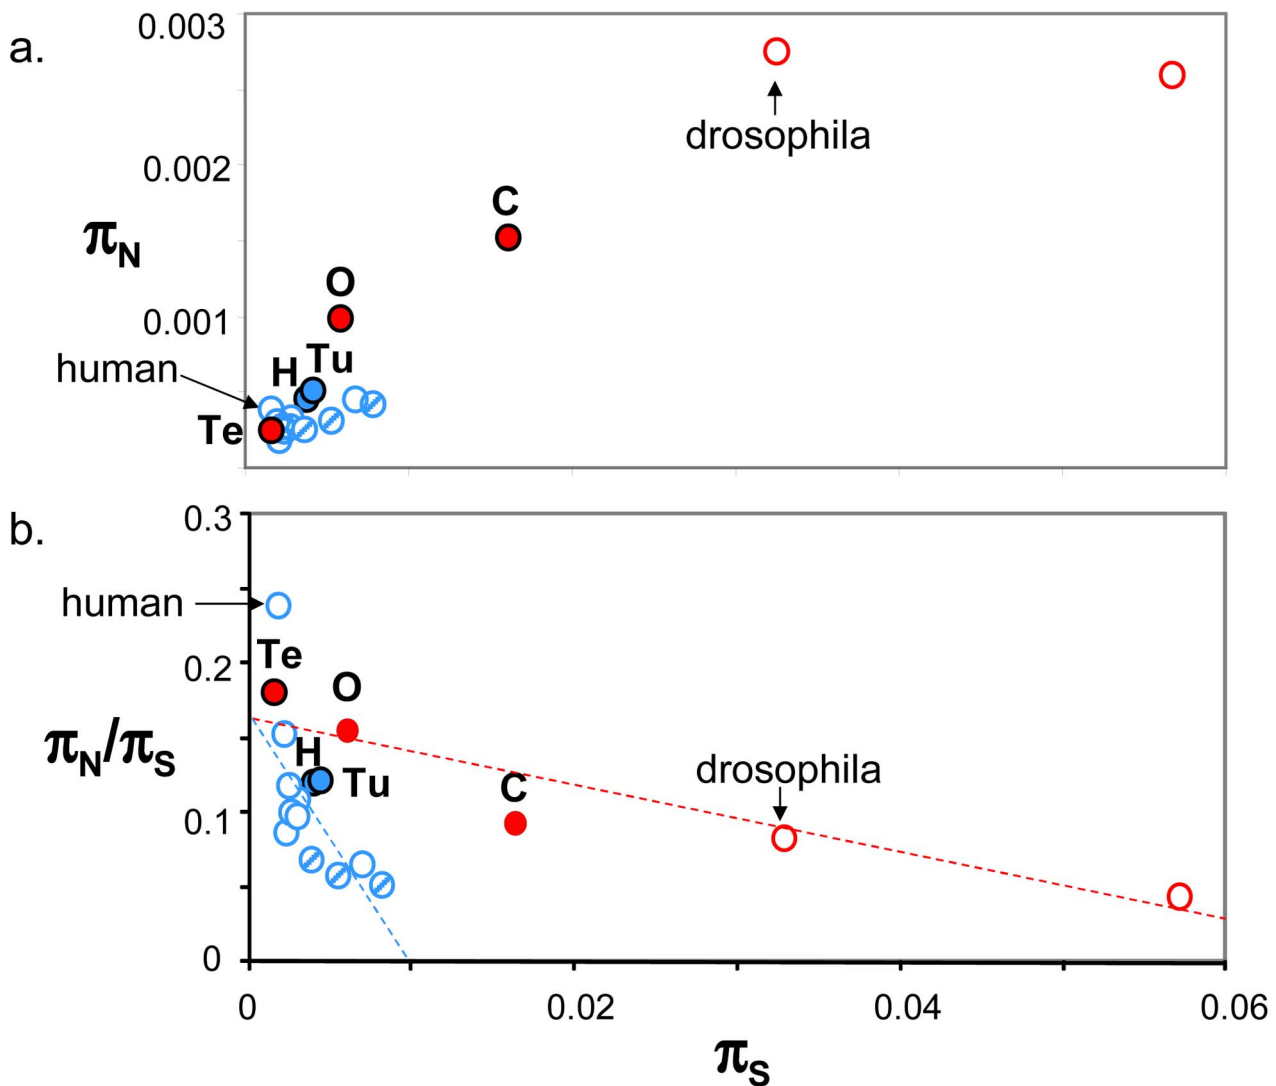 a.
0.003
0.002
0.001
πN
drosophila
C
O
Tu
H
human
Te
b.
0.3
0.2
0.1
0
πN/πS
human
Te
O
H
Tu
C
drosophila
0
0.02
0.04
0.06
πS